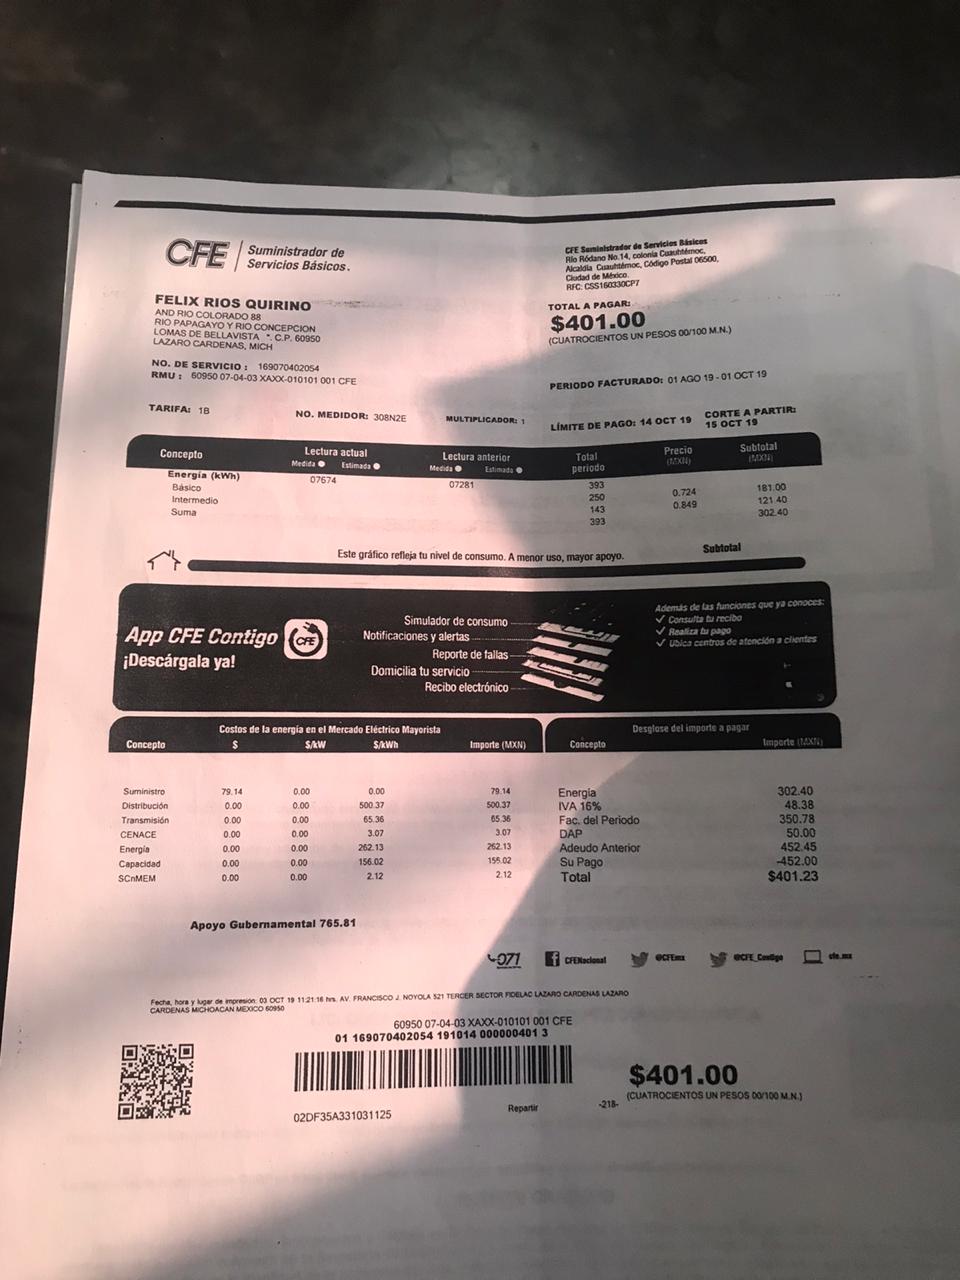 CFE Suministrador de
Servicios Básicos.
CFE Suministrador de Servicios Básicos
Río Ródano No.14, colonia Cuauhtémoc,
Alcaldía Cuauhtémoc, Código Postal 06500,
Ciudad de México.
RFC: CSS160330CP7
FELIX RIOS QUIRINO
AND RIO COLORADO 88
RIO PAPAGAYO Y RIO CONCEPCION
LOMAS DE BELLAVISTA *. C.P. 60950
LAZARO CARDENAS, MICH
TOTAL A PAGAR:
$401.00
(CUATROCIENTOS UN PESOS 00/100 M.N.)
NO. DE SERVICIO : 169070402054
RMU : 60950 07-04-03 XAXX-010101 001 CFE
PERIODO FACTURADO: 01 AGO 19 - 01 OCT 19
TARIFA: 1B NO. MEDIDOR: 308N2E MULTIPLICADOR: 1 LÍMITE DE PAGO: 14 OCT 19 CORTE A PARTIR:
15 OCT 19
Concepto Lectura actual Lectura anterior Total periodo Precio (MXN) Subtotal (MXN)
Medida Estimada Medida Estimada
Energía (kWh) 07674 07281 393
Básico 250 0.724 181.00
Intermedio 143 0.849 121.40
Suma 393 302.40
Este gráfico refleja tu nivel de consumo. A menor uso, mayor apoyo. Subtotal
App CFE Contigo
¡Descárgala ya!
CFE
Simulador de consumo
Notificaciones y alertas
Reporte de fallas
Domicilia tu servicio
Recibo electrónico
Además de las funciones que ya conoces:
✓ Consulta tu recibo
✓ Realiza tu pago
✓ Ubica centros de atención a clientes
Costos de la energía en el Mercado Eléctrico Mayorista
Concepto $ $/kW $/kWh Importe (MXN)
Suministro 79.14 0.00 0.00 79.14
Distribución 0.00 0.00 500.37 500.37
Transmisión 0.00 0.00 65.36 65.36
CENACE 0.00 0.00 3.07 3.07
Energía 0.00 0.00 262.13 262.13
Capacidad 0.00 0.00 156.02 156.02
SCnMEM 0.00 0.00 2.12 2.12
Desglose del importe a pagar
Concepto Importe (MXN)
Energía 302.40
IVA 16% 48.38
Fac. del Periodo 350.78
DAP 50.00
Adeudo Anterior 452.45
Su Pago -452.00
Total $401.23
Apoyo Gubernamental 765.81
071 CFENacional @CFEmx @CFE_Contigo cfe.mx
Fecha, hora y lugar de impresión: 03 OCT 19 11:21:16 hrs. AV. FRANCISCO J. NOYOLA 521 TERCER SECTOR FIDELAC LAZARO CARDENAS LAZARO
CARDENAS MICHOACAN MEXICO 60950
60950 07-04-03 XAXX-010101 001 CFE
01 169070402054 191014 000000401 3
02DF35A331031125
Repartir
-218-
$401.00
(CUATROCIENTOS UN PESOS 00/100 M.N.)